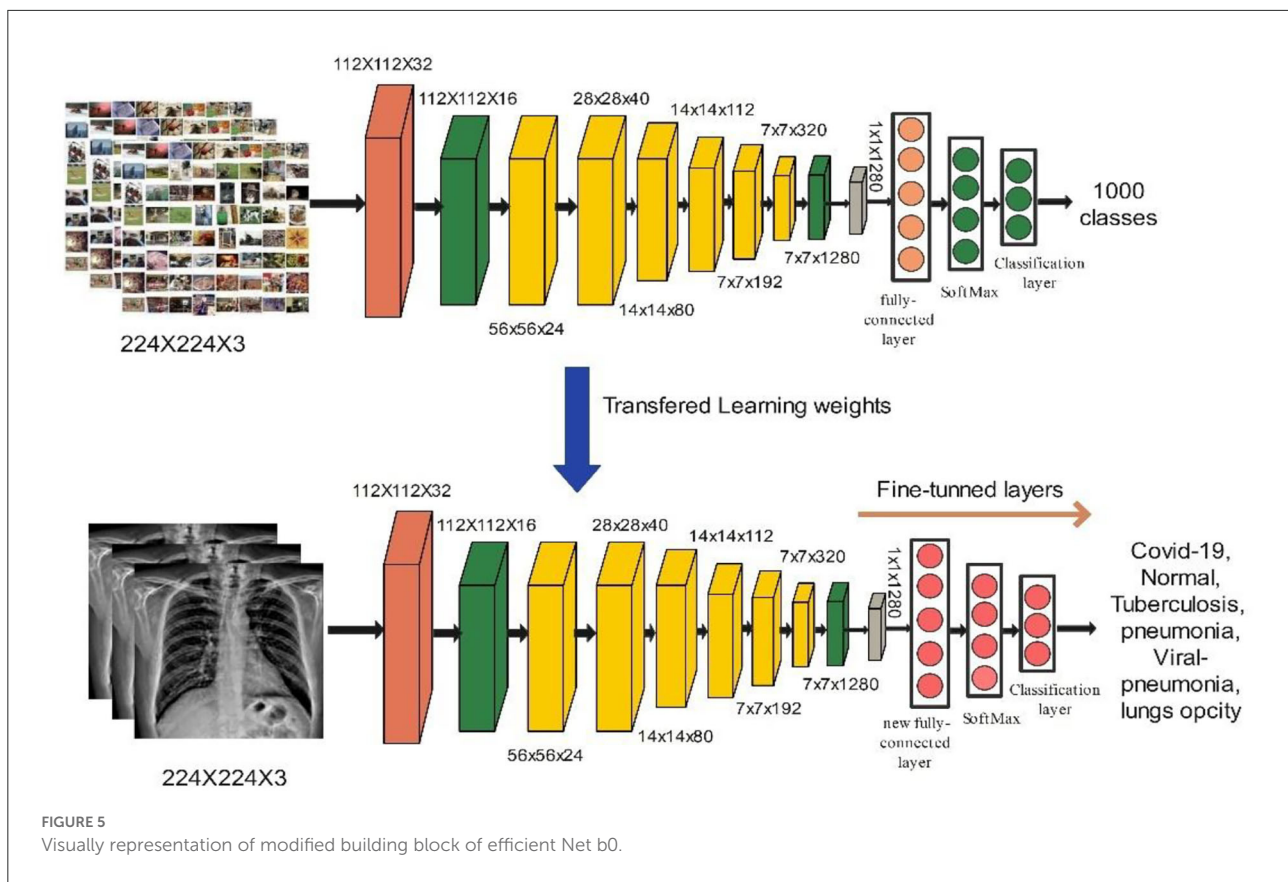 112X112X32
112X112X16
28x28x40
14x14x112
7x7x320
1x1x1280
1000
classes
56x56x24
14x14x80
7x7x192
7x7x1280
fully-
connected
layer
SoftMax
Classification
layer
224X224X3
Transfered Learning weights
Fine-tunned layers
112X112X32
112X112X16
28x28x40
14x14x112
7x7x320
1x1x1280
Covid-19,
Normal,
Tuberculosis,
pneumonia,
Viral-
pneumonia,
lungs opcity
56x56x24
14x14x80
7x7x192
7x7x1280
new fully-
connected
layer
SoftMax
Classification
layer
224X224X3
FIGURE 5
Visually representation of modified building block of efficient Net b0.